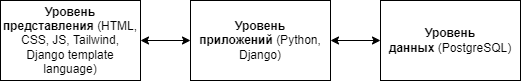 Уровень
представления (HTML,
CSS, JS, Tailwind,
Django template
language)
Уровень
приложений (Python,
Django)
Уровень
данных (PostgreSQL)